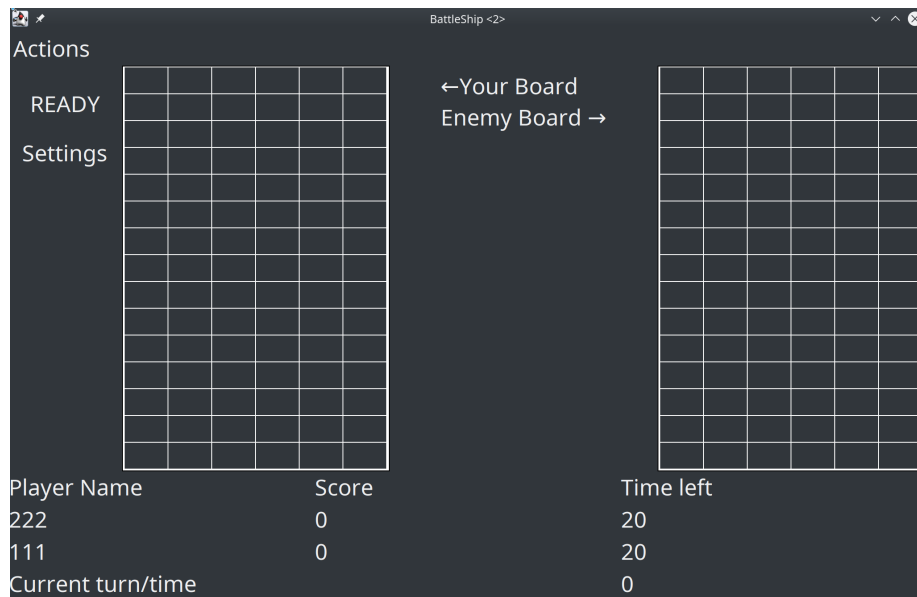 BattleShip <2>
Actions
READY
Settings
←Your Board
Enemy Board →
Player Name Score Time left
222 0 20
111 0 20
Current turn/time 0